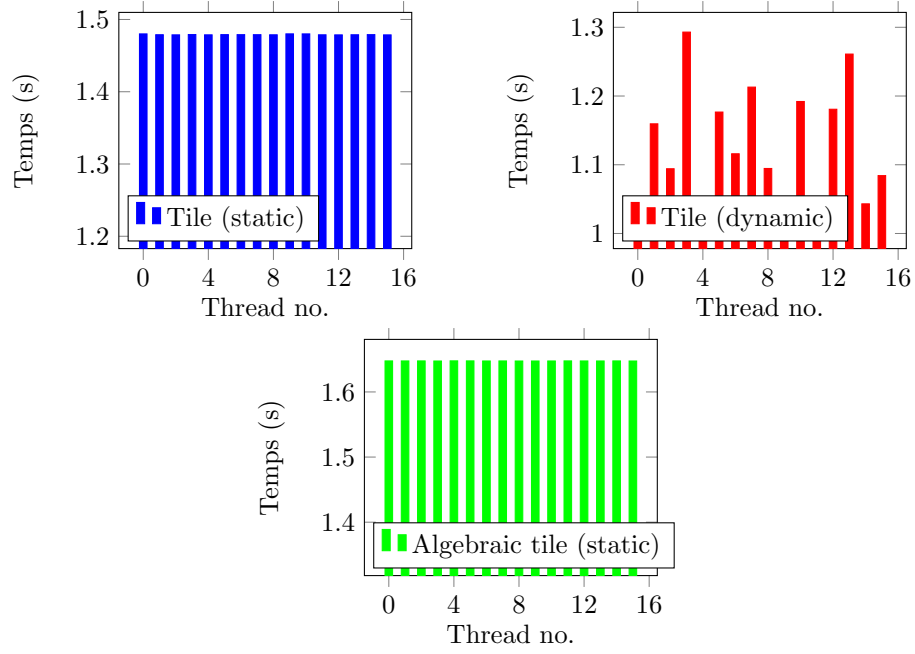 1.5
1.4
1.3
1.2
Temps (s)
Tile (static)
0 4 8 12 16
Thread no.
1.3
1.2
1.1
1
Temps (s)
Tile (dynamic)
0 4 8 12 16
Thread no.
1.6
1.5
1.4
Temps (s)
Algebraic tile (static)
0 4 8 12 16
Thread no.